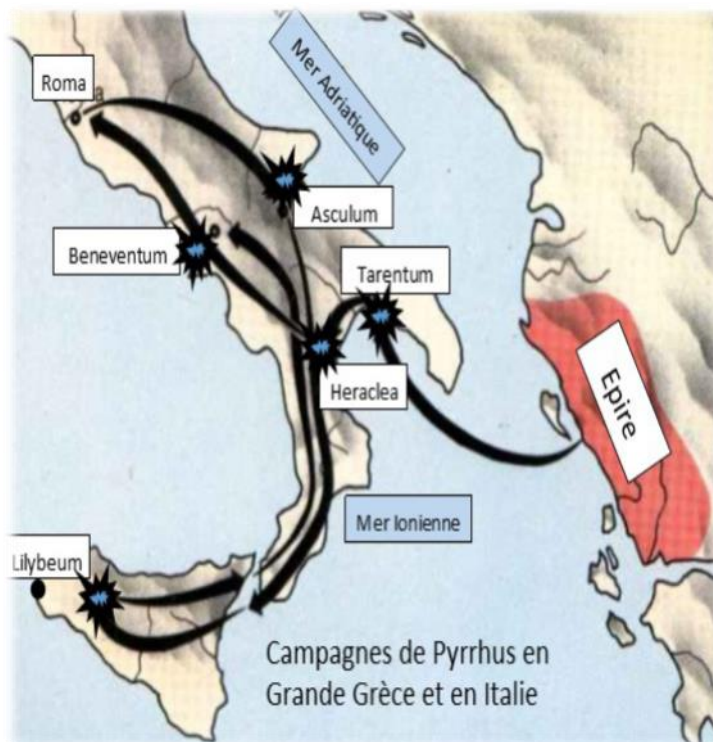 Mer Adriatique
Roma
a
Asculum
Beneventum
Tarentum
Heraclea
Epire
Mer Ionienne
Lilybeum
Campagnes de Pyrrhus en
Grande Grèce et en Italie